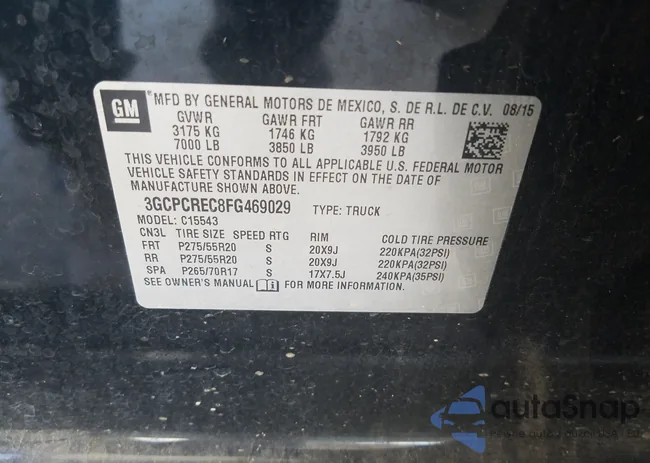 GM
MFD BY GENERAL MOTORS DE MEXICO, S. DE R.L. DE C.V. 08/15
GVWR GAWR FRT GAWR RR
3175 KG 1746 KG 1792 KG
7000 LB 3850 LB 3950 LB
THIS VEHICLE CONFORMS TO ALL APPLICABLE U.S. FEDERAL MOTOR
VEHICLE SAFETY STANDARDS IN EFFECT ON THE DATE OF
MANUFACTURE SHOWN ABOVE.
3GCPCREC8FG469029 TYPE: TRUCK
MODEL: C15543
CN3L TIRE SIZE SPEED RTG RIM COLD TIRE PRESSURE
FRT P275/55R20 S 20X9J 220KPA(32PSI)
RR P275/55R20 S 20X9J 220KPA(32PSI)
SPA P265/70R17 S 17X7.5J 240KPA(35PSI)
SEE OWNER'S MANUAL FOR MORE INFORMATION.
autoSnap